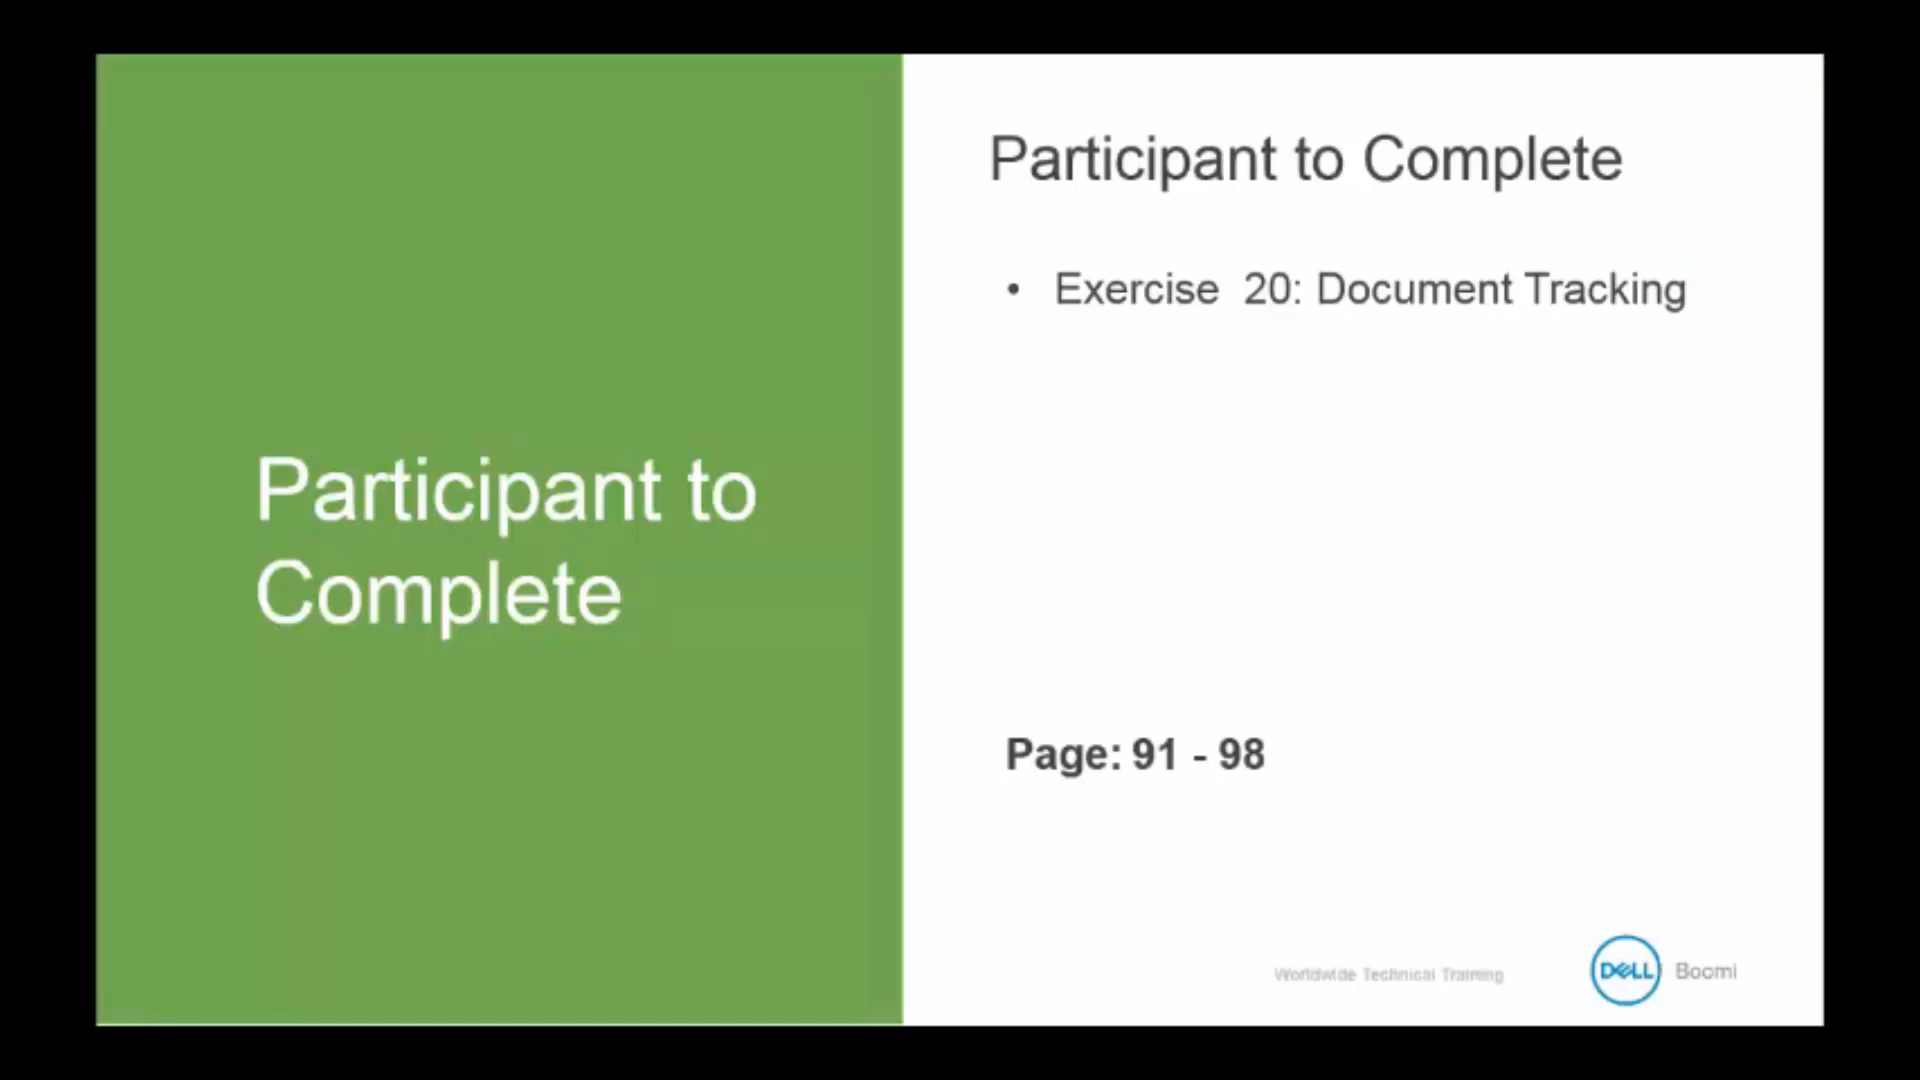 Participant to
Complete
Participant to Complete
• Exercise 20: Document Tracking
Page: 91 - 98
Worldwide Technical Training
DELL Boomi